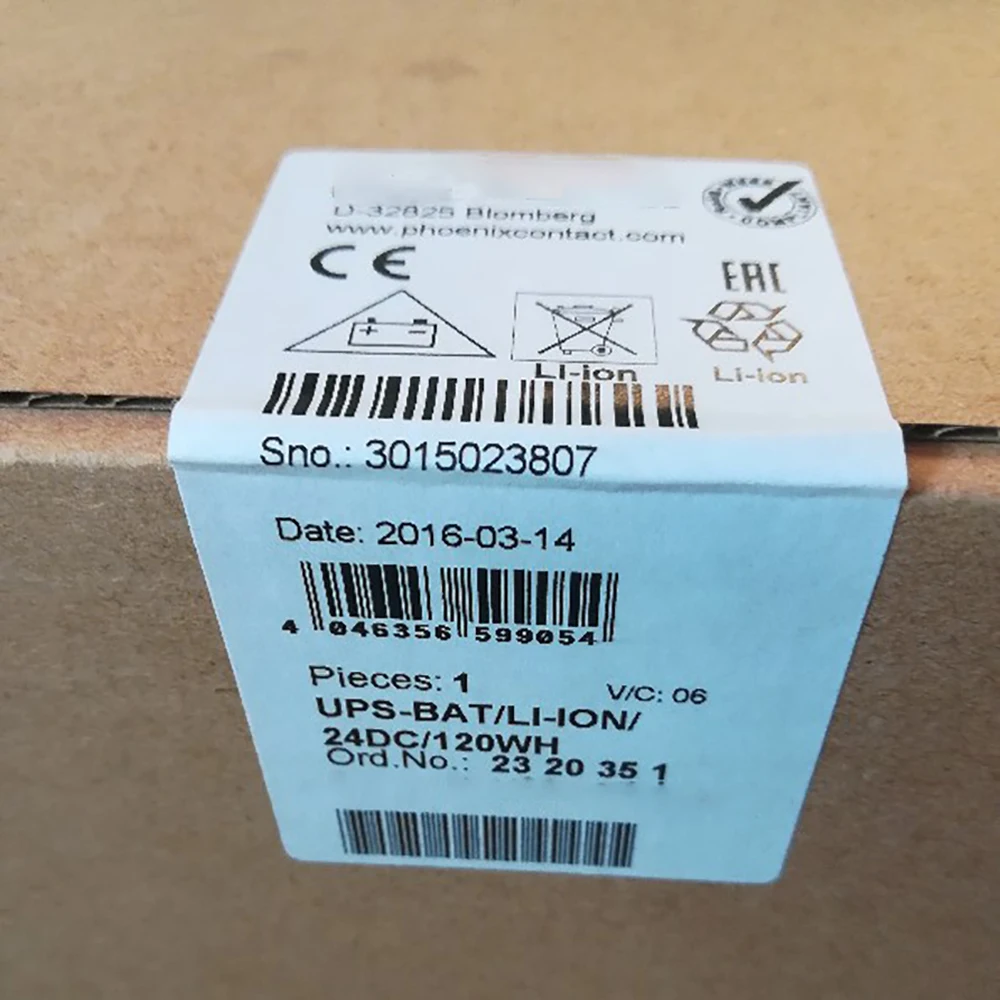 D-32825 Blomberg
www.phoenixcontact.com
CE
EAC
Li-ion
Li-ion
Sno.: 3015023807
Date: 2016-03-14
4 046356 599054
Pieces: 1
V/C: 06
UPS-BAT/LI-ION/
24DC/120WH
Ord.No.: 23 20 35 1